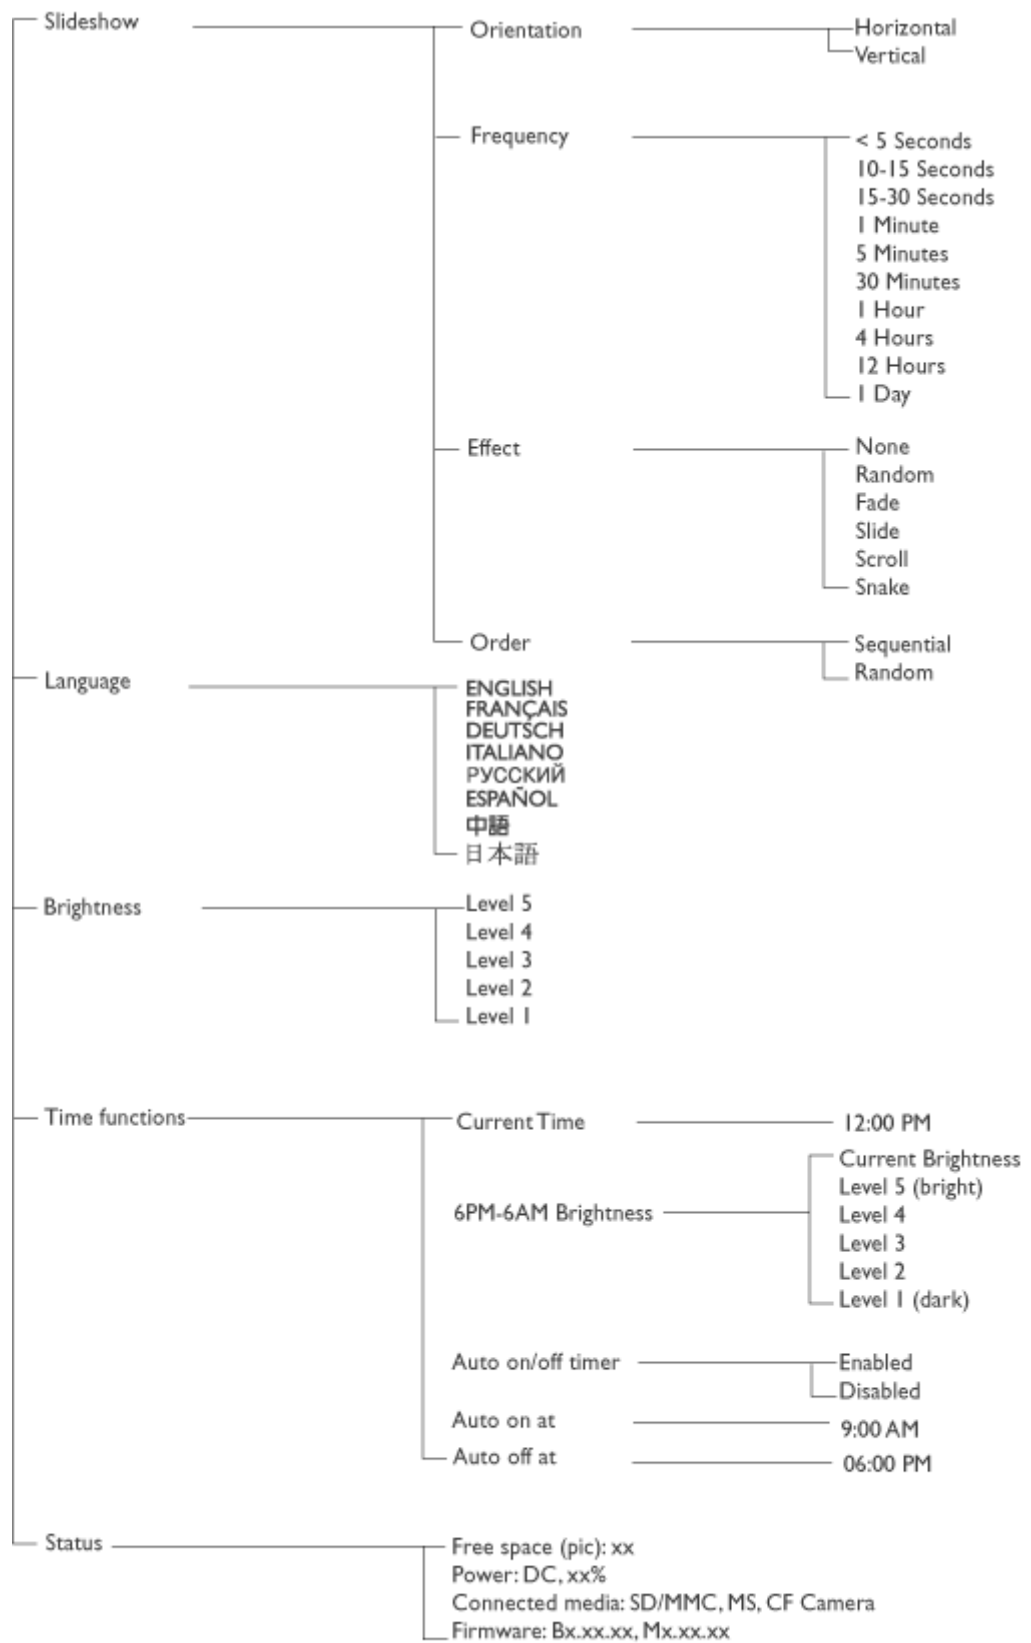 Slideshow
Orientation
Horizontal
Vertical
Frequency
< 5 Seconds
10-15 Seconds
15-30 Seconds
1 Minute
5 Minutes
30 Minutes
1 Hour
4 Hours
12 Hours
1 Day
Effect
None
Random
Fade
Slide
Scroll
Snake
Order
Sequential
Random
Language
ENGLISH
FRANÇAIS
DEUTSCH
ITALIANO
РУССКИЙ
ESPAÑOL
中語
日本語
Brightness
Level 5
Level 4
Level 3
Level 2
Level 1
Time functions
Current Time
12:00 PM
6PM-6AM Brightness
Current Brightness
Level 5 (bright)
Level 4
Level 3
Level 2
Level 1 (dark)
Auto on/off timer
Enabled
Disabled
Auto on at
9:00 AM
Auto off at
06:00 PM
Status
Free space (pic): xx
Power: DC, xx%
Connected media: SD/MMC, MS, CF Camera
Firmware: Bx.xx.xx, Mx.xx.xx